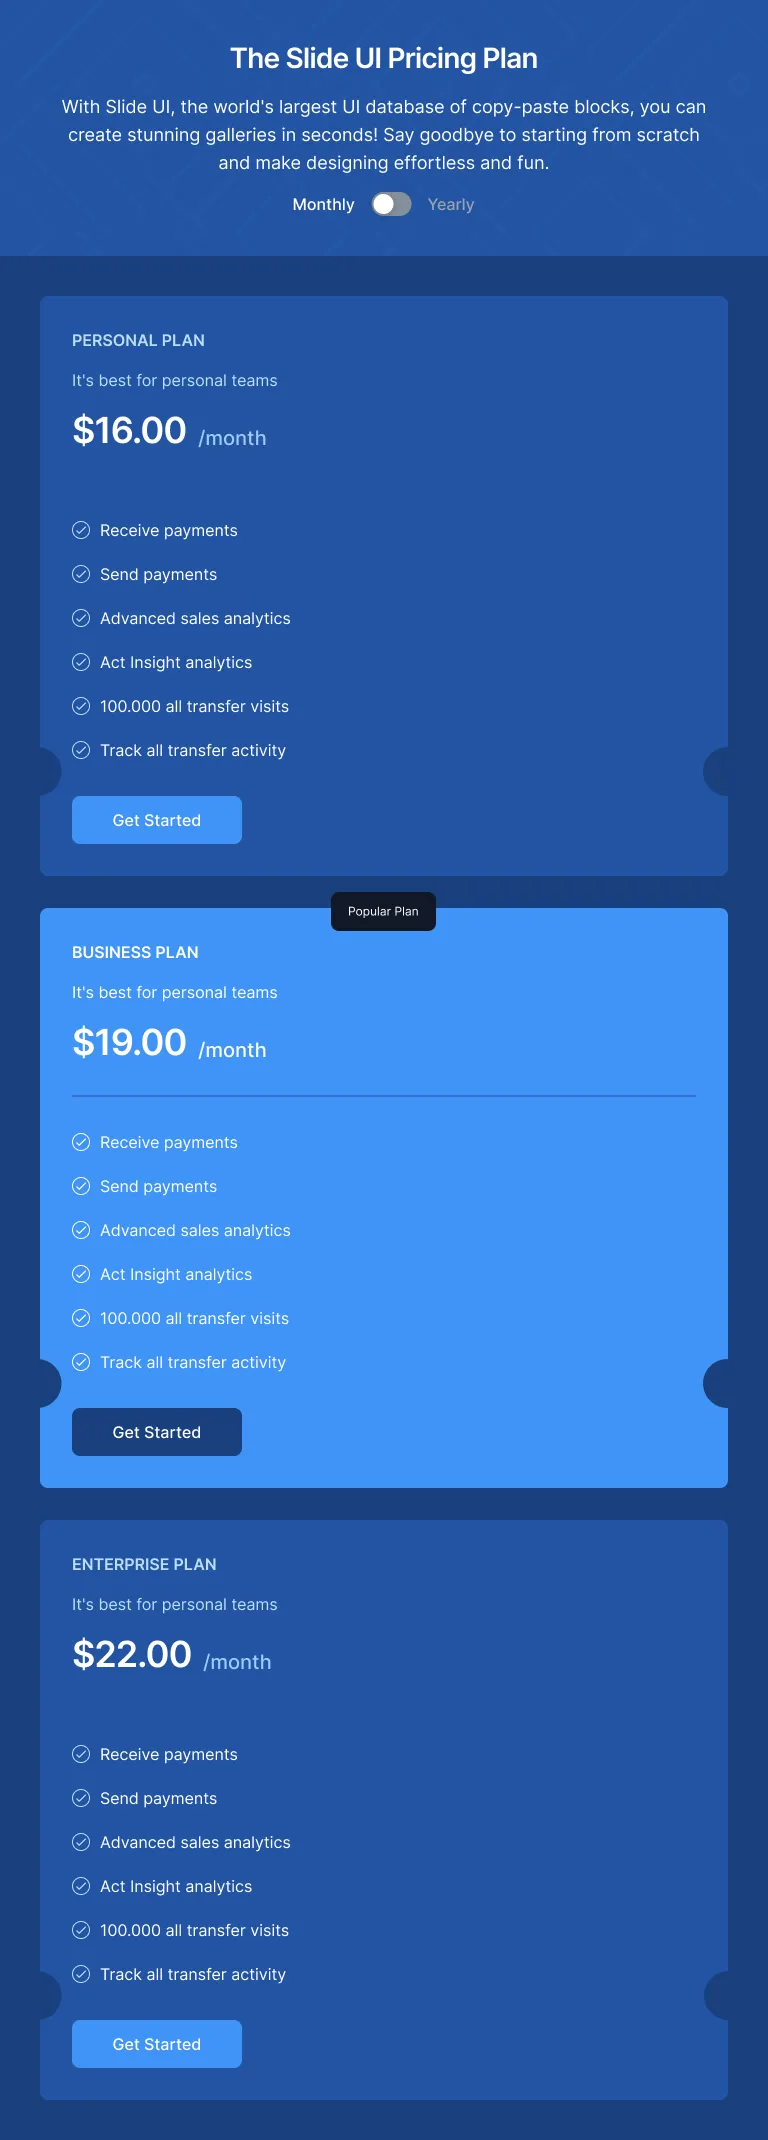 The Slide UI Pricing Plan
With Slide UI, the world's largest UI database of copy-paste blocks, you can
create stunning galleries in seconds! Say goodbye to starting from scratch
and make designing effortless and fun.
Monthly Yearly
PERSONAL PLAN
It's best for personal teams
$16.00 /month
Receive payments
Send payments
Advanced sales analytics
Act Insight analytics
100.000 all transfer visits
Track all transfer activity
Get Started
Popular Plan
BUSINESS PLAN
It's best for personal teams
$19.00 /month
Receive payments
Send payments
Advanced sales analytics
Act Insight analytics
100.000 all transfer visits
Track all transfer activity
Get Started
ENTERPRISE PLAN
It's best for personal teams
$22.00 /month
Receive payments
Send payments
Advanced sales analytics
Act Insight analytics
100.000 all transfer visits
Track all transfer activity
Get Started